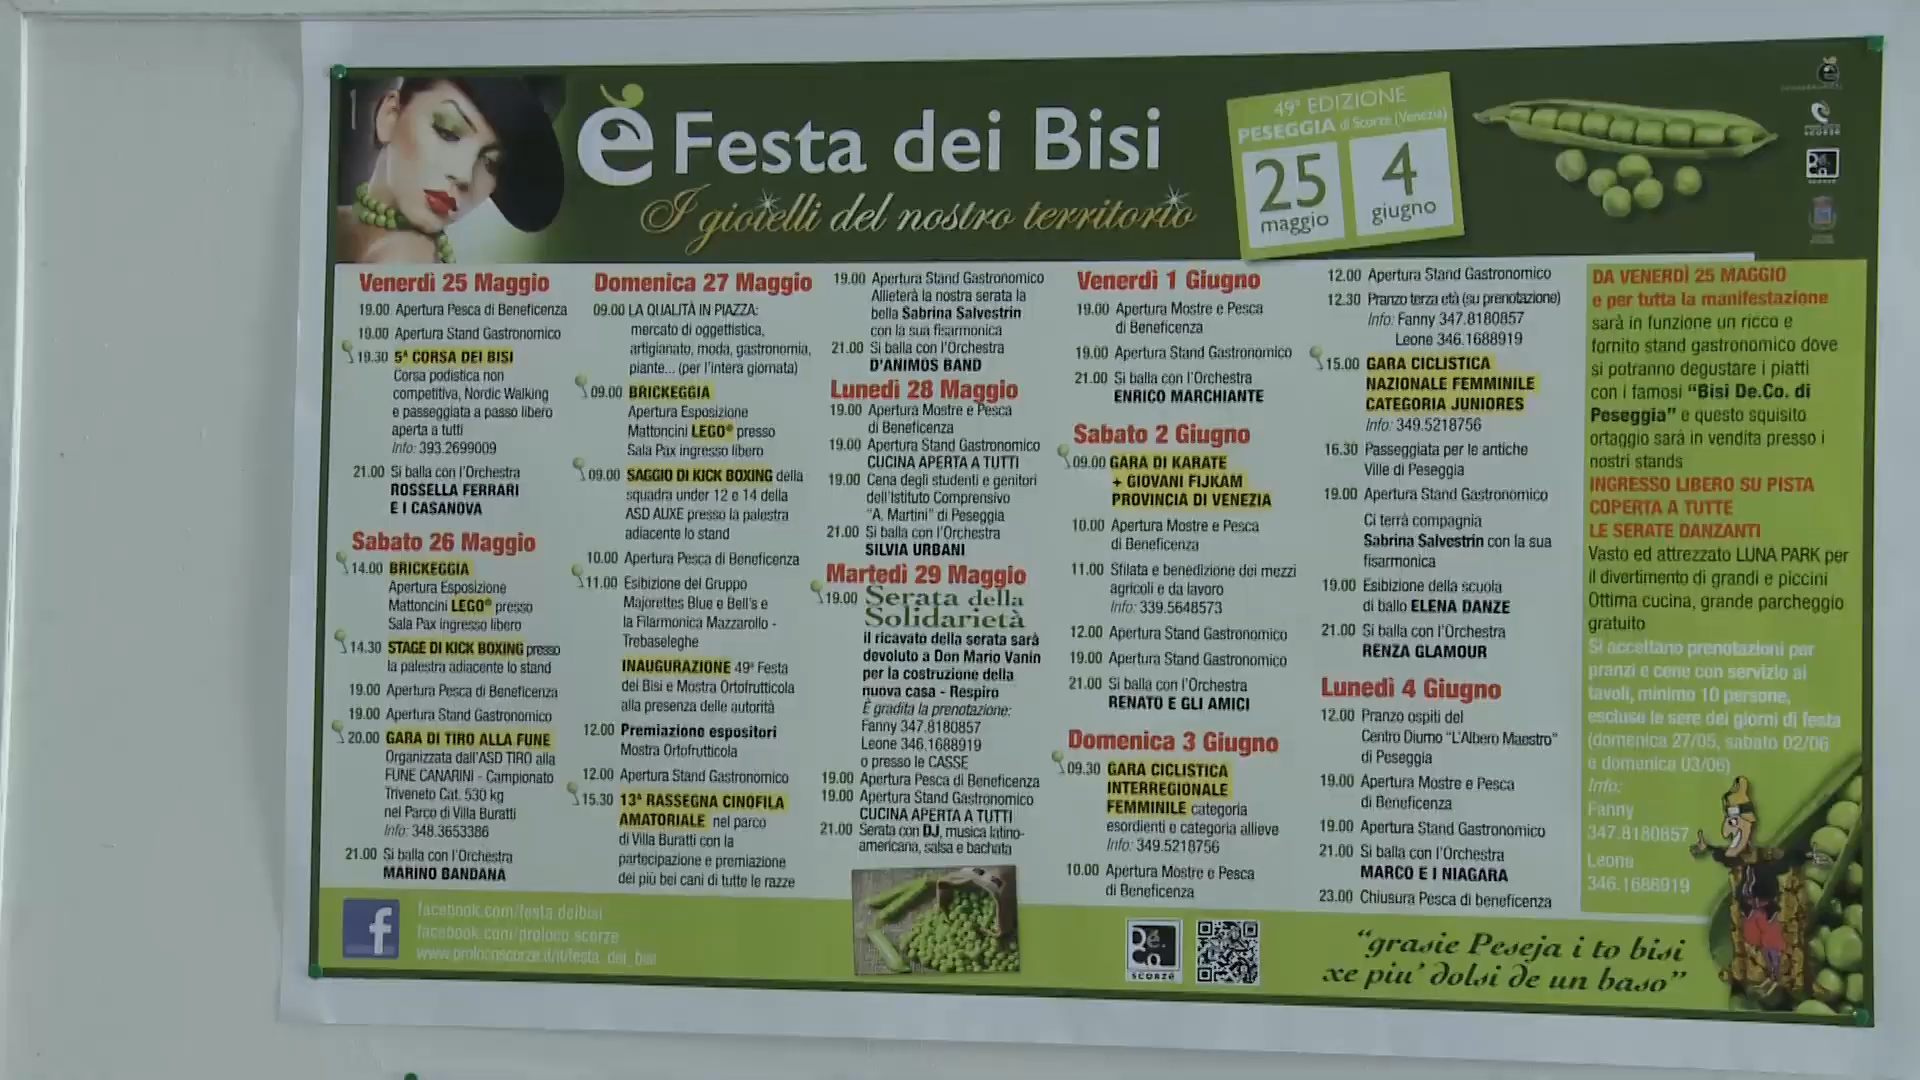 è Festa dei Bisi
I gioielli del nostro territorio
49ª EDIZIONE
PESEGGIA di Scorzè (Venezia)
25
maggio
4
giugno
Venerdì 25 Maggio
19.00 Apertura Pesca di Beneficenza
19.00 Apertura Stand Gastronomico
19.30 5ª CORSA DEI BISI
Corsa podistica non
competitiva, Nordic Walking
e passeggiata a passo libero
aperta a tutti
Info: 393.2699009
21.00 Si balla con l'Orchestra
ROSSELLA FERRARI
E I CASANOVA
Sabato 26 Maggio
14.00 BRICKEGGIA
Apertura Esposizione
Mattoncini LEGO® presso
Sala Pax ingresso libero
14.30 STAGE DI KICK BOXING presso
la palestra adiacente lo stand
19.00 Apertura Pesca di Beneficenza
19.00 Apertura Stand Gastronomico
20.00 GARA DI TIRO ALLA FUNE
Organizzata dall'ASD TIRO alla
FUNE CANARINI - Campionato
Triveneto Cat. 530 kg
nel Parco di Villa Buratti
Info: 348.3653386
21.00 Si balla con l'Orchestra
MARINO BANDANA
Domenica 27 Maggio
09.00 LA QUALITÀ IN PIAZZA:
mercato di oggettistica,
artigianato, moda, gastronomia,
piante... (per l'intera giornata)
09.00 BRICKEGGIA
Apertura Esposizione
Mattoncini LEGO® presso
Sala Pax ingresso libero
09.00 SAGGIO DI KICK BOXING della
squadra under 12 e 14 della
ASD AUXE presso la palestra
adiacente lo stand
10.00 Apertura Pesca di Beneficenza
11.00 Esibizione del Gruppo
Majorettes Blue e Bell's e
la Filarmonica Mazzarollo -
Trebaseleghe
INAUGURAZIONE 49ª Festa
dei Bisi e Mostra Ortofrutticola
alla presenza delle autorità
12.00 Premiazione espositori
Mostra Ortofrutticola
12.00 Apertura Stand Gastronomico
15.30 13ª RASSEGNA CINOFILA
AMATORIALE nel parco
di Villa Buratti con la
partecipazione e premiazione
dei più bei cani di tutte le razze
19.00 Apertura Stand Gastronomico
Allieterà la nostra serata la
bella Sabrina Salvestrin
con la sua fisarmonica
21.00 Si balla con l'Orchestra
D'ANIMOS BAND
Lunedì 28 Maggio
19.00 Apertura Mostre e Pesca
di Beneficenza
19.00 Apertura Stand Gastronomico
CUCINA APERTA A TUTTI
19.00 Cena degli studenti e genitori
dell'Istituto Comprensivo
"A. Martini" di Peseggia
21.00 Si balla con l'Orchestra
SILVIA URBANI
Martedì 29 Maggio
19.00 Serata della
Solidarietà
il ricavato della serata sarà
devoluto a Don Mario Vanin
per la costruzione della
nuova casa - Respiro
È gradita la prenotazione:
Fanny 347.8180857
Leone 346.1688919
o presso le CASSE
19.00 Apertura Pesca di Beneficenza
19.00 Apertura Stand Gastronomico
CUCINA APERTA A TUTTI
21.00 Serata con DJ, musica latino-
americana, salsa e bachata
Venerdì 1 Giugno
19.00 Apertura Mostre e Pesca
di Beneficenza
19.00 Apertura Stand Gastronomico
21.00 Si balla con l'Orchestra
ENRICO MARCHIANTE
Sabato 2 Giugno
09.00 GARA DI KARATE
+ GIOVANI FIJKAM
PROVINCIA DI VENEZIA
10.00 Apertura Mostre e Pesca
di Beneficenza
11.00 Sfilata e benedizione dei mezzi
agricoli e da lavoro
Info: 339.5648573
12.00 Apertura Stand Gastronomico
19.00 Apertura Stand Gastronomico
21.00 Si balla con l'Orchestra
RENATO E GLI AMICI
Domenica 3 Giugno
09.30 GARA CICLISTICA
INTERREGIONALE
FEMMINILE categoria
esordienti e categoria allieve
Info: 349.5218756
10.00 Apertura Mostre e Pesca
di Beneficenza
12.00 Apertura Stand Gastronomico
12.30 Pranzo terza età (su prenotazione)
Info: Fanny 347.8180857
Leone 346.1688919
15.00 GARA CICLISTICA
NAZIONALE FEMMINILE
CATEGORIA JUNIORES
Info: 349.5218756
16.30 Passeggiata per le antiche
Ville di Peseggia
19.00 Apertura Stand Gastronomico
Ci terrà compagnia
Sabrina Salvestrin con la sua
fisarmonica
19.00 Esibizione della scuola
di ballo ELENA DANZE
21.00 Si balla con l'Orchestra
RENZA GLAMOUR
Lunedì 4 Giugno
12.00 Pranzo ospiti del
Centro Diurno "L'Albero Maestro"
di Peseggia
19.00 Apertura Mostre e Pesca
di Beneficenza
19.00 Apertura Stand Gastronomico
21.00 Si balla con l'Orchestra
MARCO E I NIAGARA
23.00 Chiusura Pesca di beneficenza
DA VENERDÌ 25 MAGGIO
e per tutta la manifestazione
sarà in funzione un ricco e
fornito stand gastronomico dove
si potranno degustare i piatti
con i famosi "Bisi De.Co. di
Peseggia" e questo squisito
ortaggio sarà in vendita presso i
nostri stands
INGRESSO LIBERO SU PISTA
COPERTA A TUTTE
LE SERATE DANZANTI
Vasto ed attrezzato LUNA PARK per
il divertimento di grandi e piccini
Ottima cucina, grande parcheggio
gratuito
Si accettano prenotazioni per
pranzi e cene con servizio ai
tavoli, minimo 10 persone,
escluse le sere dei giorni di festa
(domenica 27/05, sabato 02/06
e domenica 03/06)
Info:
Fanny
347.8180857
Leone
346.1688919
facebook.com/festa.deibisi
facebook.com/proloco.scorze
www.prolocoscorze.it/it/festa_dei_bisi
Dé.co
SCORZÈ
"grasie Peseja i to bisi
xe piu' dolsi de un baso"